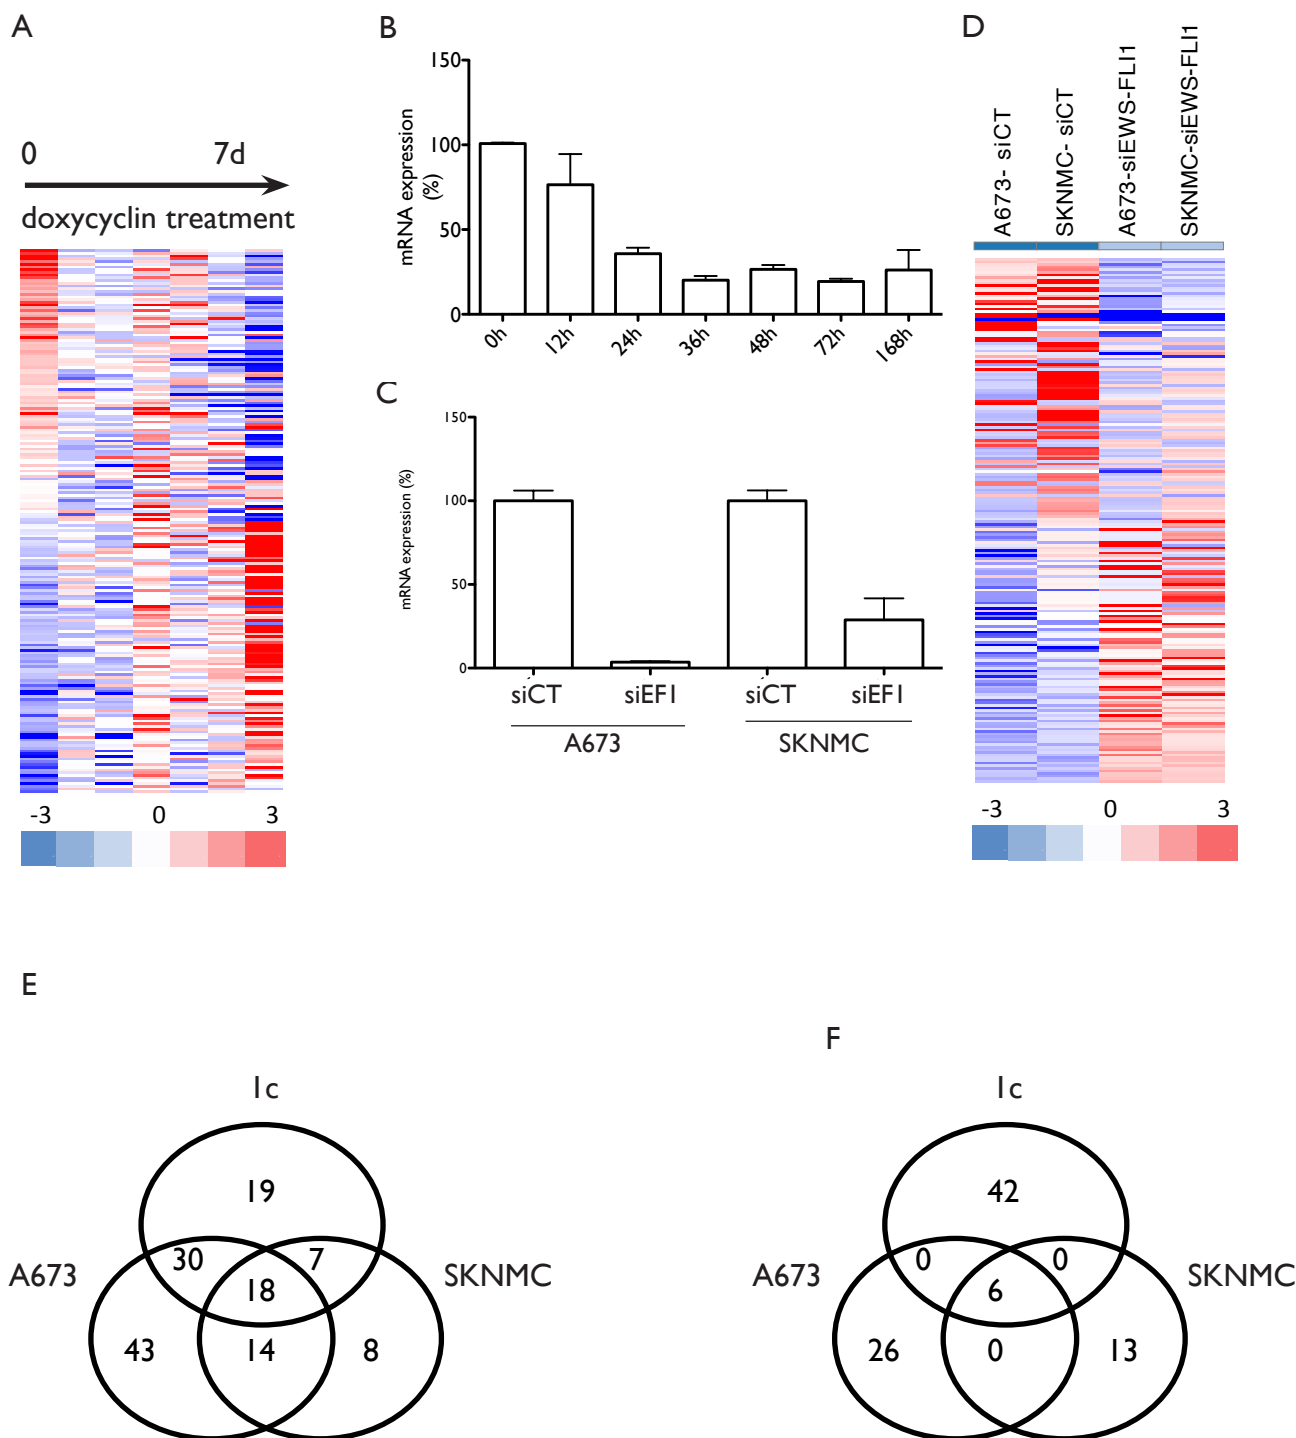 A
0 7d
doxycyclin treatment
-3 0 3
B
mRNA expression
(%)
150
100
50
0
0h 12h 24h 36h 48h 72h 168h
C
mRNA expression (%)
150
100
50
0
siCT siEF1 siCT siEF1
A673 SKNMC
D
A673- siCT
SKNMC- siCT
A673-siEWS-FLI1
SKNMC-siEWS-FLI1
-3 0 3
E
1c
19
30 7
A673 18 SKNMC
43 14 8
F
1c
42
0 0
A673 6 SKNMC
26 0 13